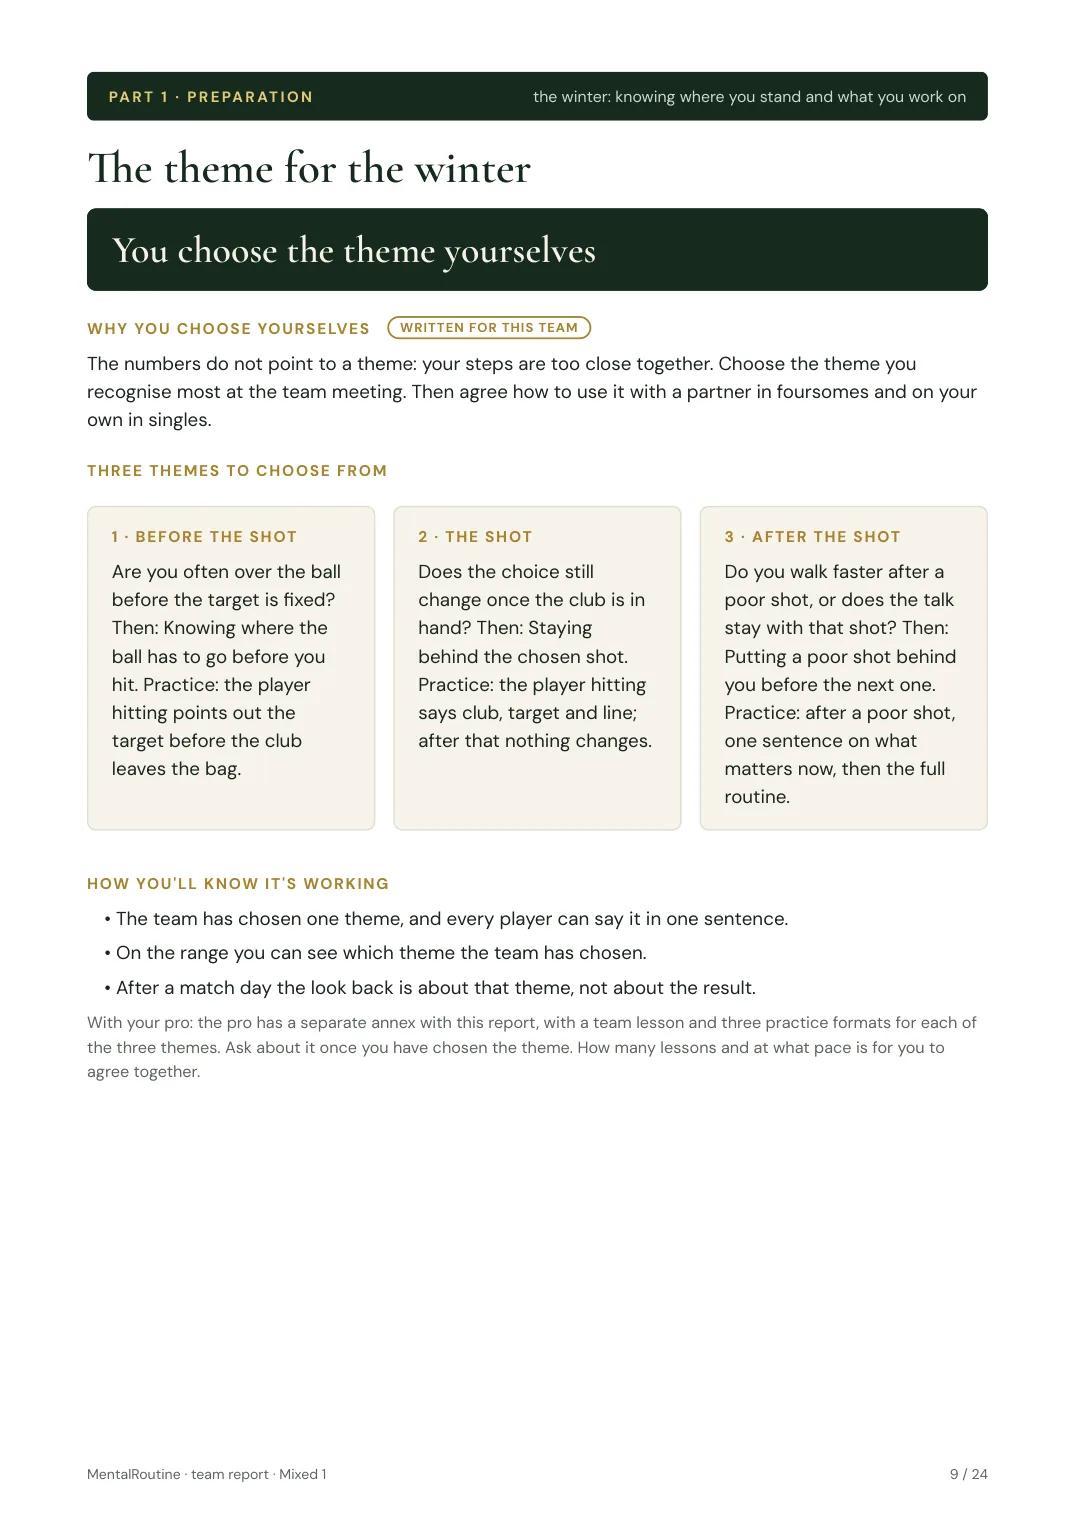 PART 1 · PREPARATION
the winter: knowing where you stand and what you work on
The theme for the winter
You choose the theme yourselves
WHY YOU CHOOSE YOURSELVES
WRITTEN FOR THIS TEAM
The numbers do not point to a theme: your steps are too close together. Choose the theme you
recognise most at the team meeting. Then agree how to use it with a partner in foursomes and on your
own in singles.
THREE THEMES TO CHOOSE FROM
1 · BEFORE THE SHOT
Are you often over the ball
before the target is fixed?
Then: Knowing where the
ball has to go before you
hit. Practice: the player
hitting points out the
target before the club
leaves the bag.
2 · THE SHOT
Does the choice still
change once the club is in
hand? Then: Staying
behind the chosen shot.
Practice: the player hitting
says club, target and line;
after that nothing changes.
3 · AFTER THE SHOT
Do you walk faster after a
poor shot, or does the talk
stay with that shot? Then:
Putting a poor shot behind
you before the next one.
Practice: after a poor shot,
one sentence on what
matters now, then the full
routine.
HOW YOU'LL KNOW IT'S WORKING
• The team has chosen one theme, and every player can say it in one sentence.
• On the range you can see which theme the team has chosen.
• After a match day the look back is about that theme, not about the result.
With your pro: the pro has a separate annex with this report, with a team lesson and three practice formats for each of
the three themes. Ask about it once you have chosen the theme. How many lessons and at what pace is for you to
agree together.
MentalRoutine · team report · Mixed 1
9 / 24